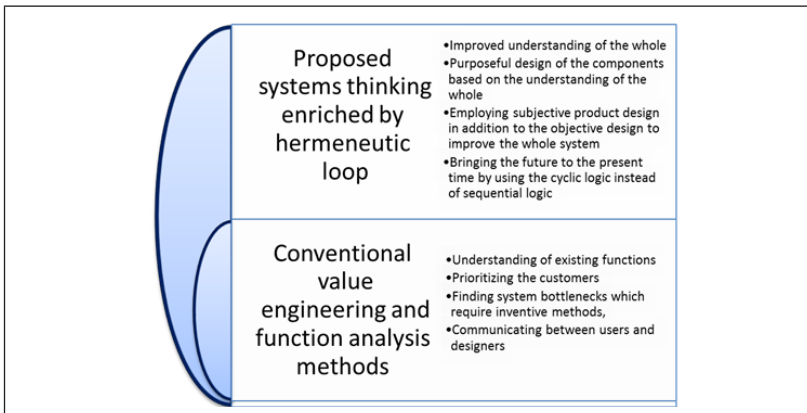 Proposed
systems thinking
enriched by
hermeneutic
loop
•Improved understanding of the whole
•Purposeful design of the components
based on the understanding of the
whole
•Employing subjective product design
in addition to the objective design to
improve the whole system
•Bringing the future to the present
time by using the cyclic logic instead
of sequential logic
Conventional
value
engineering and
function analysis
methods
•Understanding of existing functions
•Prioritizing the customers
•Finding system bottlenecks which
require inventive methods,
•Communicating between users and
designers